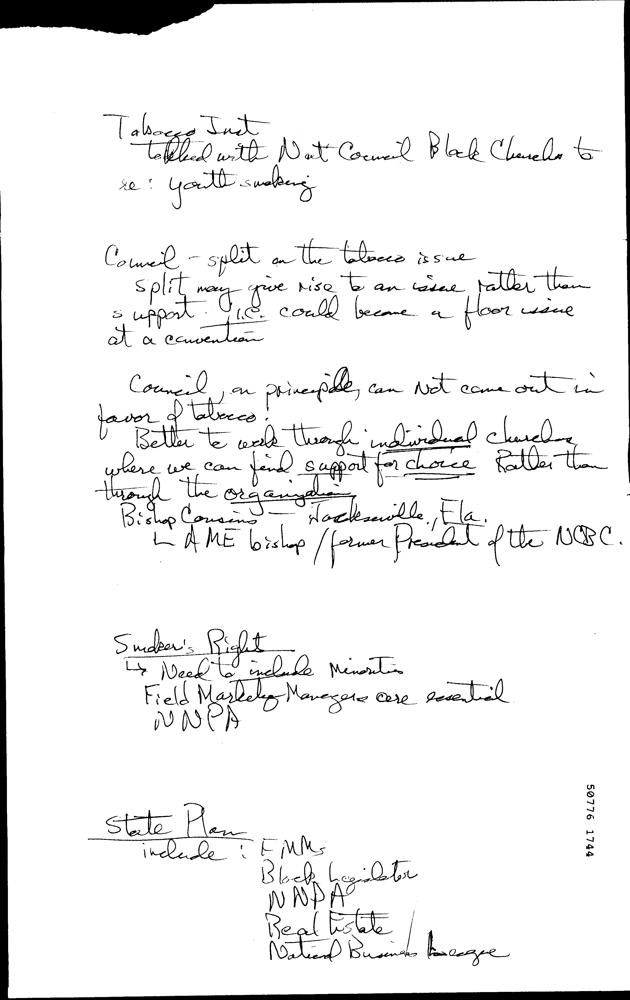 Tobacco Inst
talked with Nat Council Black Churches to
re: youth smoking
Council - split on the tobacco issue
split may give rise to an issue rather than
support. i.e. could become a floor issue
at a convention
Council, on principle, can Not come out in
favor of tobacco.
Better to work through individual churches
where we can find support for choice Rather than
through the organization
Bishop Cousins - Jacksonville, Fla.
AME bishop / former President of the NCBC.
Smoker's Right
↳ Need to include Minorities
Field Marketing Managers are essential
NNPA
State Plan
include : FMMs
Black Legislator
NNPA
Real Estate
National Business League
50776 1744